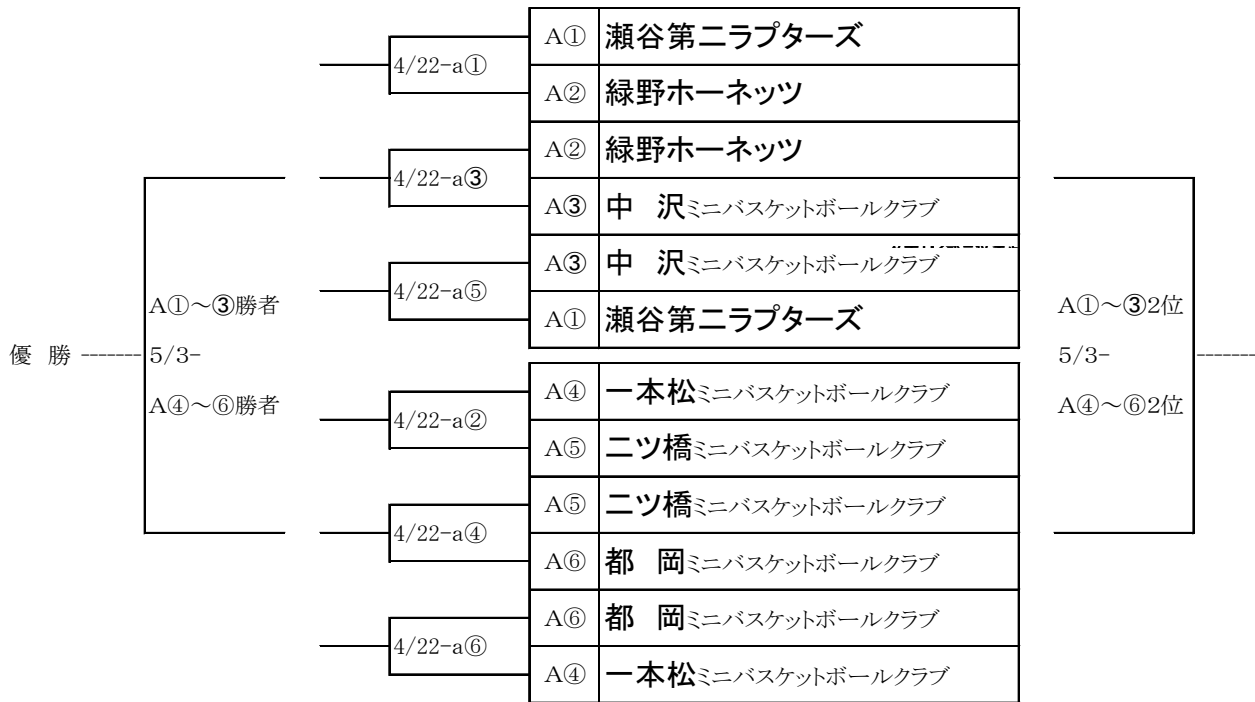 A① 瀬谷第二ラプターズ
4/22-a①
A② 緑野ホーネッツ
A② 緑野ホーネッツ
4/22-a③
A③ 中　沢ミニバスケットボールクラブ
A③ 中　沢ミニバスケットボールクラブ
4/22-a⑤
A① 瀬谷第二ラプターズ
A①～③勝者
優 勝 ------- 5/3-
A④～⑥勝者
A①～③2位
5/3- -------
A④～⑥2位
A④ 一本松ミニバスケットボールクラブ
4/22-a②
A⑤ 二ツ橋ミニバスケットボールクラブ
A⑤ 二ツ橋ミニバスケットボールクラブ
4/22-a④
A⑥ 都　岡ミニバスケットボールクラブ
A⑥ 都　岡ミニバスケットボールクラブ
4/22-a⑥
A④ 一本松ミニバスケットボールクラブ